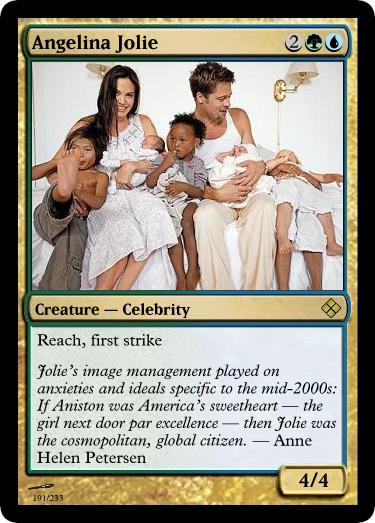 Angelina Jolie 2
Creature — Celebrity
Reach, first strike
Jolie's image management played on
anxieties and ideals specific to the mid-2000s:
If Aniston was America's sweetheart — the
girl next door par excellence — then Jolie was
the cosmopolitan, global citizen. — Anne
Helen Petersen
4/4
191/233